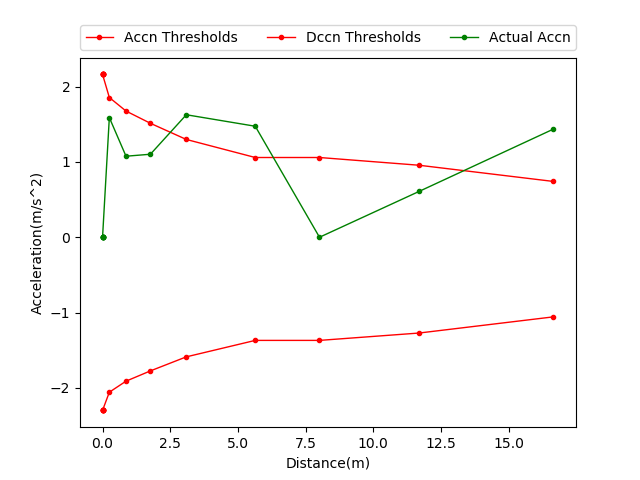 Accn Thresholds Dccn Thresholds Actual Accn
2
1
0
−1
−2
Acceleration(m/s^2)
0.0 2.5 5.0 7.5 10.0 12.5 15.0
Distance(m)